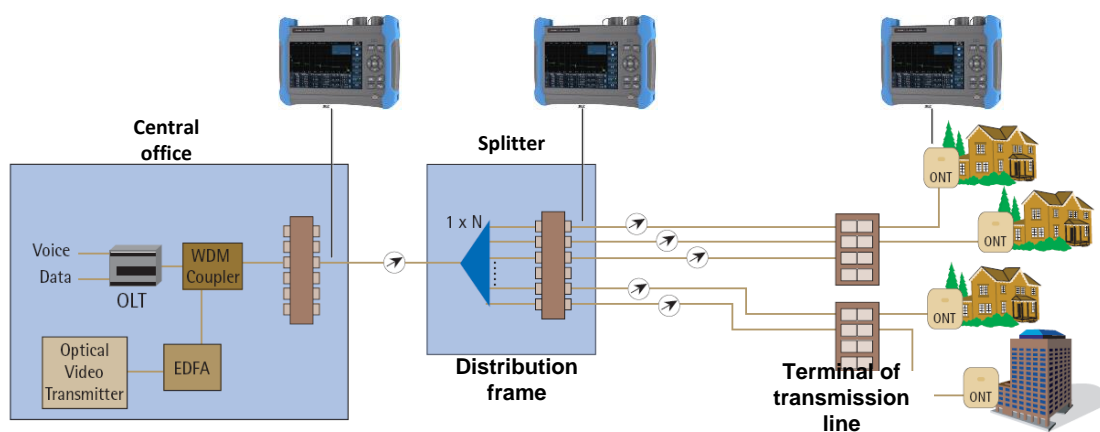 Central
office
Splitter
Voice
Data
OLT
WDM
Coupler
Optical
Video
Transmitter
EDFA
1 x N
Distribution
frame
Terminal of
transmission
line
ONT
ONT
ONT
ONT